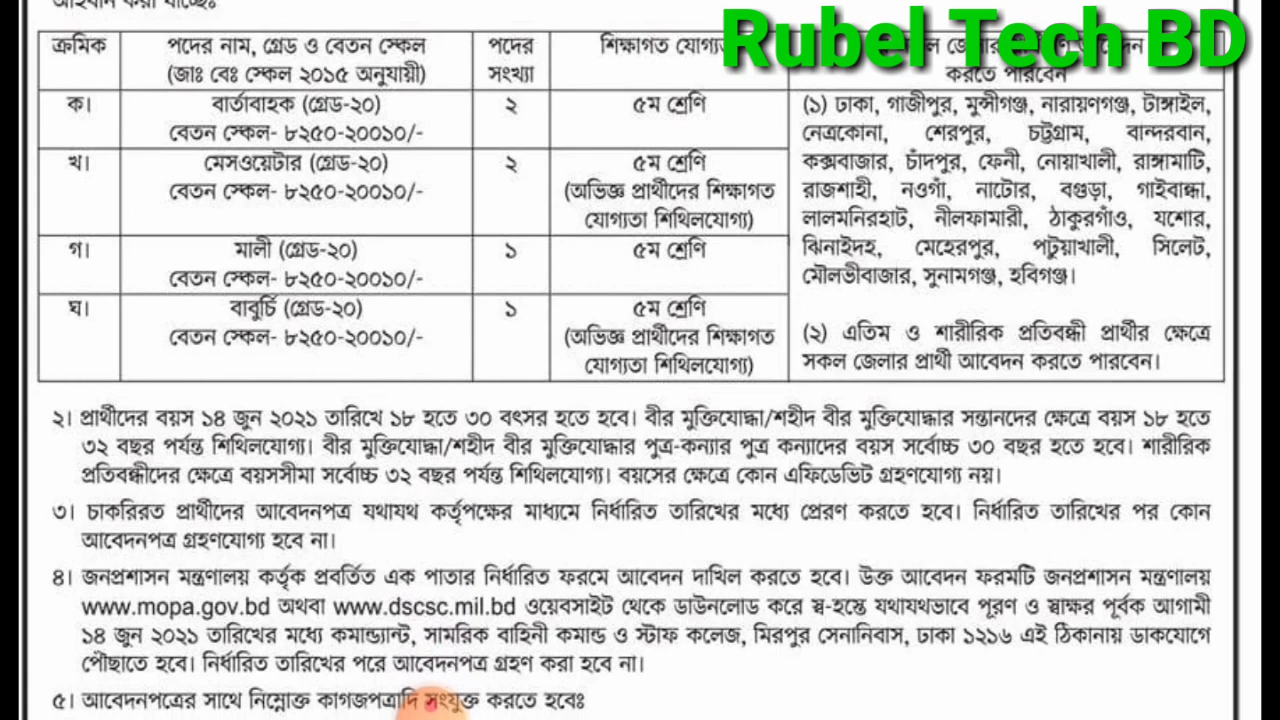 আহবান করা যাচ্ছেঃ
Rubel Tech BD
ক্রমিক
পদের নাম, গ্রেড ও বেতন স্কেল
(জাঃ বেঃ স্কেল ২০১৫ অনুযায়ী)
পদের
সংখ্যা
শিক্ষাগত
করতে পারবেন
ক।
বার্তাবাহক (গ্রেড-২০)
বেতন স্কেল- ৮২৫০-২০০১০/-
২
৫ম শ্রেণি
খ।
মেসওয়েটার (গ্রেড-২০)
বেতন স্কেল- ৮২৫০-২০০১০/-
২
৫ম শ্রেণি
(অভিজ্ঞ প্রার্থীদের শিক্ষাগত
যোগ্যতা শিথিলযোগ্য)
গ।
মালী (গ্রেড-২০)
বেতন স্কেল- ৮২৫০-২০০১০/-
১
৫ম শ্রেণি
ঘ।
বাবুর্চি (গ্রেড-২০)
বেতন স্কেল- ৮২৫০-২০০১০/-
১
৫ম শ্রেণি
(অভিজ্ঞ প্রার্থীদের শিক্ষাগত
যোগ্যতা শিথিলযোগ্য)
(১) ঢাকা, গাজীপুর, মুন্সীগঞ্জ, নারায়ণগঞ্জ, টাঙ্গাইল,
নেত্রকোনা, শেরপুর, চট্টগ্রাম, বান্দরবান,
কক্সবাজার, চাঁদপুর, ফেনী, নোয়াখালী, রাঙ্গামাটি,
রাজশাহী, নওগাঁ, নাটোর, বগুড়া, গাইবান্ধা,
লালমনিরহাট, নীলফামারী, ঠাকুরগাঁও, যশোর,
ঝিনাইদহ, মেহেরপুর, পটুয়াখালী, সিলেট,
মৌলভীবাজার, সুনামগঞ্জ, হবিগঞ্জ।
(২) এতিম ও শারীরিক প্রতিবন্ধী প্রার্থীর ক্ষেত্রে
সকল জেলার প্রার্থী আবেদন করতে পারবেন।
২। প্রার্থীদের বয়স ১৪ জুন ২০২১ তারিখে ১৮ হতে ৩০ বৎসর হতে হবে। বীর মুক্তিযোদ্ধা/শহীদ বীর মুক্তিযোদ্ধার সন্তানদের ক্ষেত্রে বয়স ১৮ হতে
৩২ বছর পর্যন্ত শিথিলযোগ্য। বীর মুক্তিযোদ্ধা/শহীদ বীর মুক্তিযোদ্ধার পুত্র-কন্যার পুত্র কন্যাদের বয়স সর্বোচ্চ ৩০ বছর হতে হবে। শারীরিক
প্রতিবন্ধীদের ক্ষেত্রে বয়সসীমা সর্বোচ্চ ৩২ বছর পর্যন্ত শিথিলযোগ্য। বয়সের ক্ষেত্রে কোন এফিডেভিট গ্রহণযোগ্য নয়।
৩। চাকরিরত প্রার্থীদের আবেদনপত্র যথাযথ কর্তৃপক্ষের মাধ্যমে নির্ধারিত তারিখের মধ্যে প্রেরণ করতে হবে। নির্ধারিত তারিখের পর কোন
আবেদনপত্র গ্রহণযোগ্য হবে না।
৪। জনপ্রশাসন মন্ত্রণালয় কর্তৃক প্রবর্তিত এক পাতার নির্ধারিত ফরমে আবেদন দাখিল করতে হবে। উক্ত আবেদন ফরমটি জনপ্রশাসন মন্ত্রণালয়
www.mopa.gov.bd অথবা www.dscsc.mil.bd ওয়েবসাইট থেকে ডাউনলোড করে স্ব-হস্তে যথাযথভাবে পূরণ ও স্বাক্ষর পূর্বক আগামী
১৪ জুন ২০২১ তারিখের মধ্যে কমান্ড্যান্ট, সামরিক বাহিনী কমান্ড ও স্টাফ কলেজ, মিরপুর সেনানিবাস, ঢাকা ১২১৬ এই ঠিকানায় ডাকযোগে
পৌঁছাতে হবে। নির্ধারিত তারিখের পরে আবেদনপত্র গ্রহণ করা হবে না।
৫। আবেদনপত্রের সাথে নিম্নোক্ত কাগজপত্রাদি সংযুক্ত করতে হবেঃ